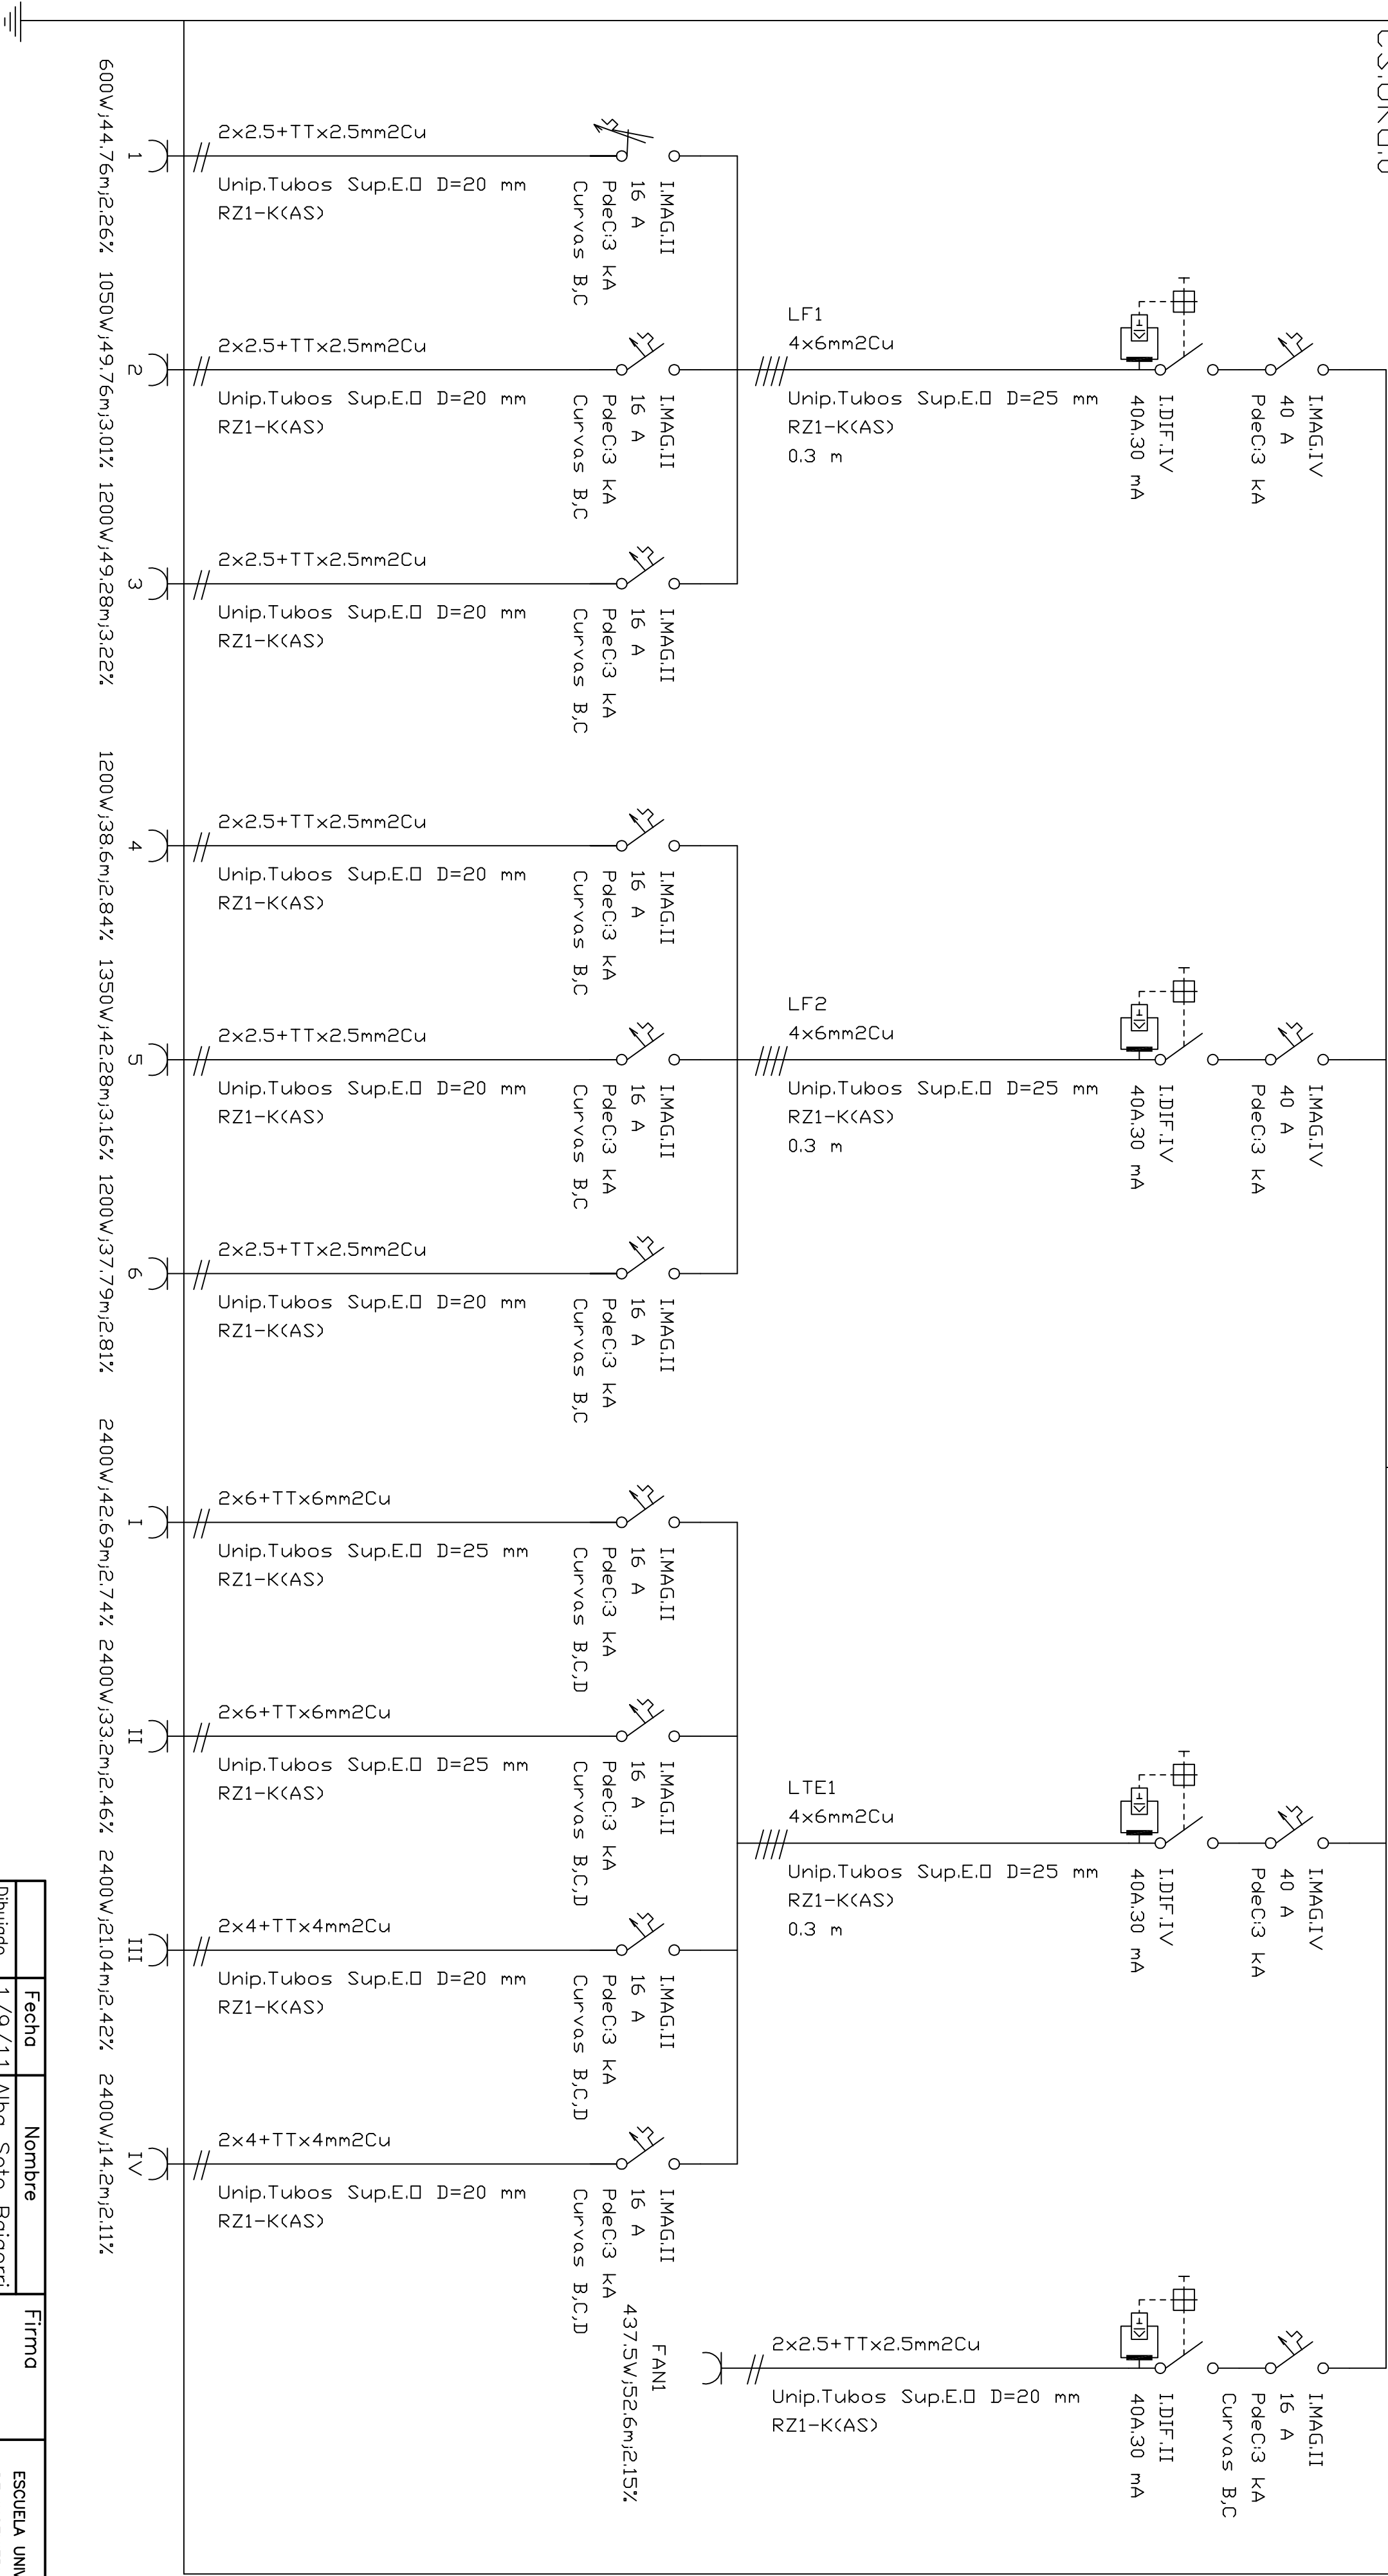 I.MAG.IV
40 A
PdeC:3 kA
I.DIF.IV
40A.30 mA
LF1
4x6mm2Cu
Unip.Tubos Sup.E.O D=25 mm
RZ1-K(AS)
0.3 m
I.MAG.II
16 A
PdeC:3 kA
Curvas B,C
2x2.5+TTx2.5mm2Cu
Unip.Tubos Sup.E.O D=20 mm
RZ1-K(AS)
1
600W;44.76m;2.26%
I.MAG.II
16 A
PdeC:3 kA
Curvas B,C
2x2.5+TTx2.5mm2Cu
Unip.Tubos Sup.E.O D=20 mm
RZ1-K(AS)
2
1050W;49.76m;3.01%
I.MAG.II
16 A
PdeC:3 kA
Curvas B,C
2x2.5+TTx2.5mm2Cu
Unip.Tubos Sup.E.O D=20 mm
RZ1-K(AS)
3
1200W;49.28m;3.22%
I.MAG.IV
40 A
PdeC:3 kA
I.DIF.IV
40A.30 mA
LF2
4x6mm2Cu
Unip.Tubos Sup.E.O D=25 mm
RZ1-K(AS)
0.3 m
I.MAG.II
16 A
PdeC:3 kA
Curvas B,C
2x2.5+TTx2.5mm2Cu
Unip.Tubos Sup.E.O D=20 mm
RZ1-K(AS)
4
1200W;38.6m;2.84%
I.MAG.II
16 A
PdeC:3 kA
Curvas B,C
2x2.5+TTx2.5mm2Cu
Unip.Tubos Sup.E.O D=20 mm
RZ1-K(AS)
5
1350W;42.28m;3.16%
I.MAG.II
16 A
PdeC:3 kA
Curvas B,C
2x2.5+TTx2.5mm2Cu
Unip.Tubos Sup.E.O D=20 mm
RZ1-K(AS)
6
1200W;37.79m;2.81%
I.MAG.IV
40 A
PdeC:3 kA
I.DIF.IV
40A.30 mA
LTE1
4x6mm2Cu
Unip.Tubos Sup.E.O D=25 mm
RZ1-K(AS)
0.3 m
I.MAG.II
16 A
PdeC:3 kA
Curvas B,C,D
2x6+TTx6mm2Cu
Unip.Tubos Sup.E.O D=25 mm
RZ1-K(AS)
I
2400W;42.69m;2.74%
I.MAG.II
16 A
PdeC:3 kA
Curvas B,C,D
2x6+TTx6mm2Cu
Unip.Tubos Sup.E.O D=25 mm
RZ1-K(AS)
II
2400W;33.2m;2.46%
I.MAG.II
16 A
PdeC:3 kA
Curvas B,C,D
2x4+TTx4mm2Cu
Unip.Tubos Sup.E.O D=20 mm
RZ1-K(AS)
III
2400W;21.04m;2.42%
I.MAG.II
16 A
PdeC:3 kA
Curvas B,C,D
2x4+TTx4mm2Cu
Unip.Tubos Sup.E.O D=20 mm
RZ1-K(AS)
IV
2400W;14.2m;2.11%
I.MAG.II
16 A
PdeC:3 kA
Curvas B,C
I.DIF.II
40A.30 mA
2x2.5+TTx2.5mm2Cu
Unip.Tubos Sup.E.O D=20 mm
RZ1-K(AS)
FAN1
437.5W;52.6m;2.15%
Fecha
Nombre
Firma
ESCUELA UNIV
Dibujado
1/9/11
Alba Soto Baigorri